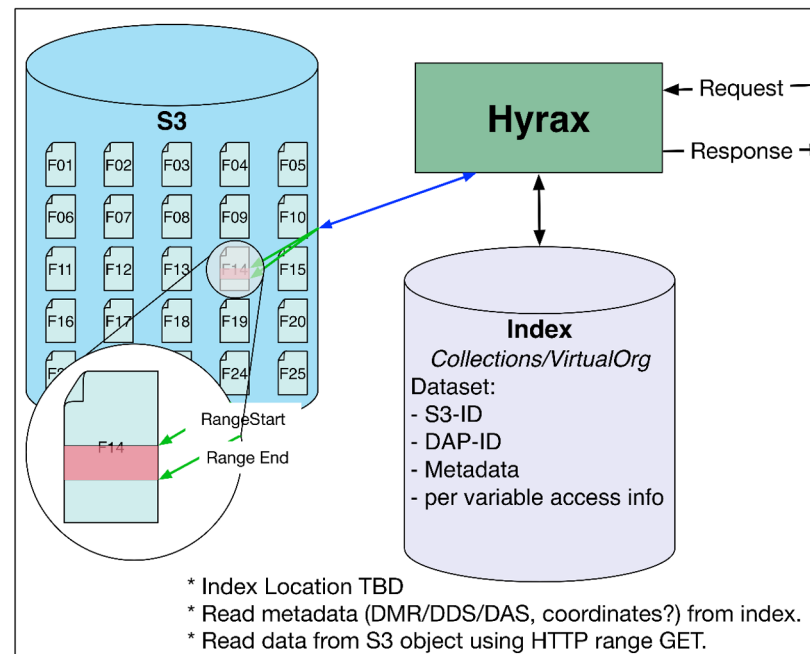 S3
F01 F02 F03 F04 F05
F06 F07 F08 F09 F10
F11 F12 F13 F14 F15
F16 F17 F18 F19 F20
F24 F25
F14
RangeStart
Range End
Hyrax
Request
Response
Index
Collections/VirtualOrg
Dataset:
- S3-ID
- DAP-ID
- Metadata
- per variable access info
* Index Location TBD
* Read metadata (DMR/DDS/DAS, coordinates?) from index.
* Read data from S3 object using HTTP range GET.